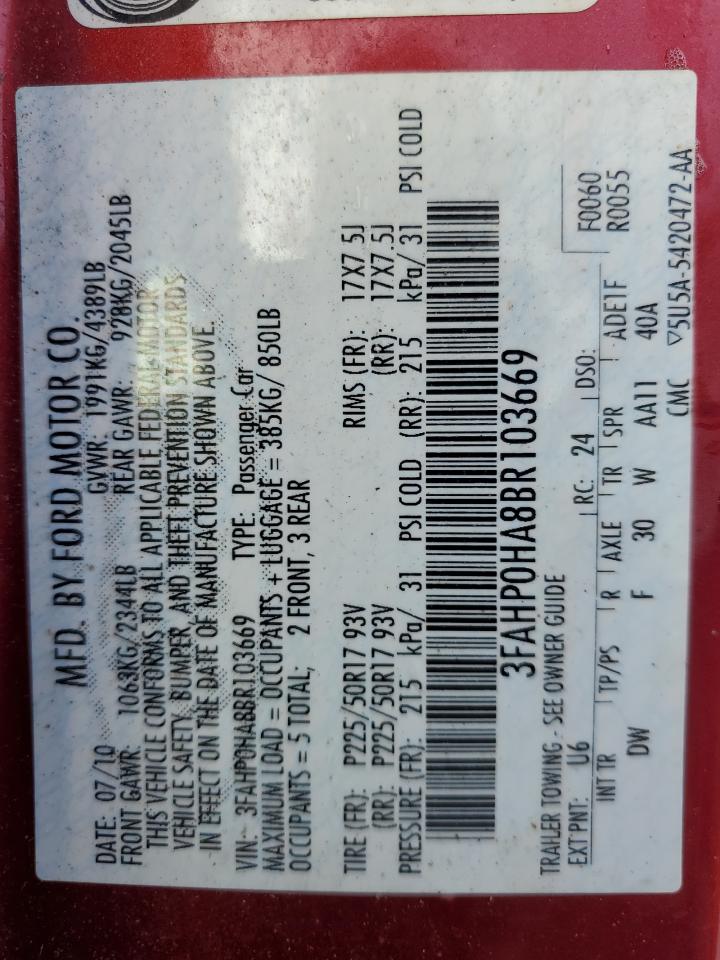 MFD. BY FORD MOTOR CO.
DATE: 07/10 GVWR: 1991KG/4389LB
FRONT GAWR: 1063KG/2344LB REAR GAWR: 928KG/2045LB
THIS VEHICLE CONFORMS TO ALL APPLICABLE FEDERAL MOTOR
VEHICLE SAFETY, BUMPER, AND THEFT PREVENTION STANDARDS
IN EFFECT ON THE DATE OF MANUFACTURE SHOWN ABOVE.
VIN: 3FAHP0HA8BR103669 TYPE: Passenger Car
MAXIMUM LOAD = OCCUPANTS + LUGGAGE = 385KG/ 850LB
OCCUPANTS = 5 TOTAL; 2 FRONT, 3 REAR
TIRE (FR): P225/50R17 93V RIMS (FR): 17X7.5J
(RR): P225/50R17 93V (RR): 17X7.5J
PRESSURE (FR): 215 kPa/ 31 PSI COLD (RR): 215 kPa/ 31 PSI COLD
3FAHP0HA8BR103669
TRAILER TOWING - SEE OWNER GUIDE F0060
EXT PNT: U6 RC: 24 DSO: R0055
INT TR TP/PS R AXLE TR SPR ADE1F
DW F 30 W AA11 40A
CMC ▽5U5A-5420472-AA